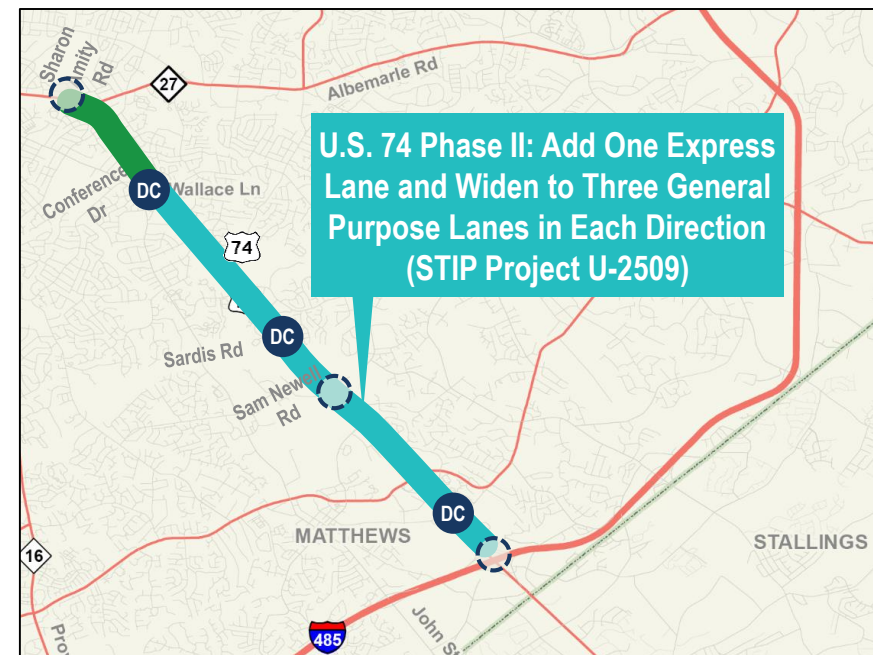 Sharon
Amity
Rd
27
Albemarle Rd
U.S. 74 Phase II: Add One Express
Lane and Widen to Three General
Purpose Lanes in Each Direction
(STIP Project U-2509)
Conference
Dr
DC
Wallace Ln
74
DC
Sardis Rd
Sam Newell
Rd
DC
MATTHEWS
STALLINGS
16
John St
485